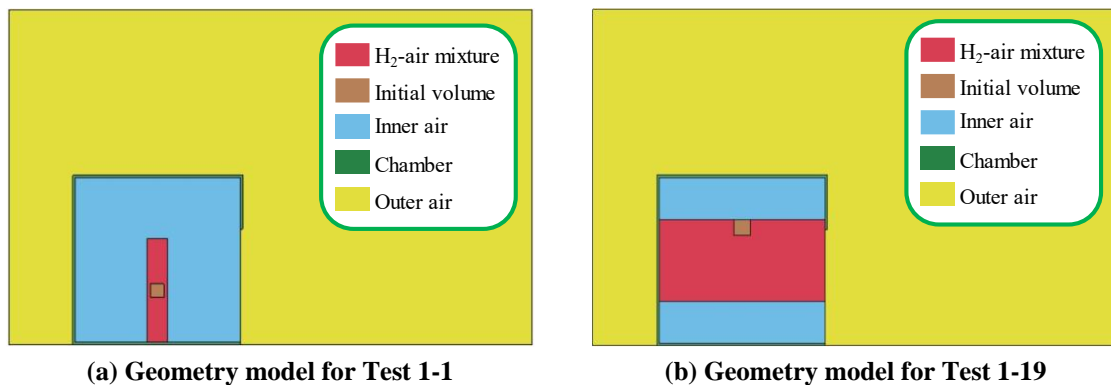 H₂-air mixture
Initial volume
Inner air
Chamber
Outer air
(a) Geometry model for Test 1-1
H₂-air mixture
Initial volume
Inner air
Chamber
Outer air
(b) Geometry model for Test 1-19